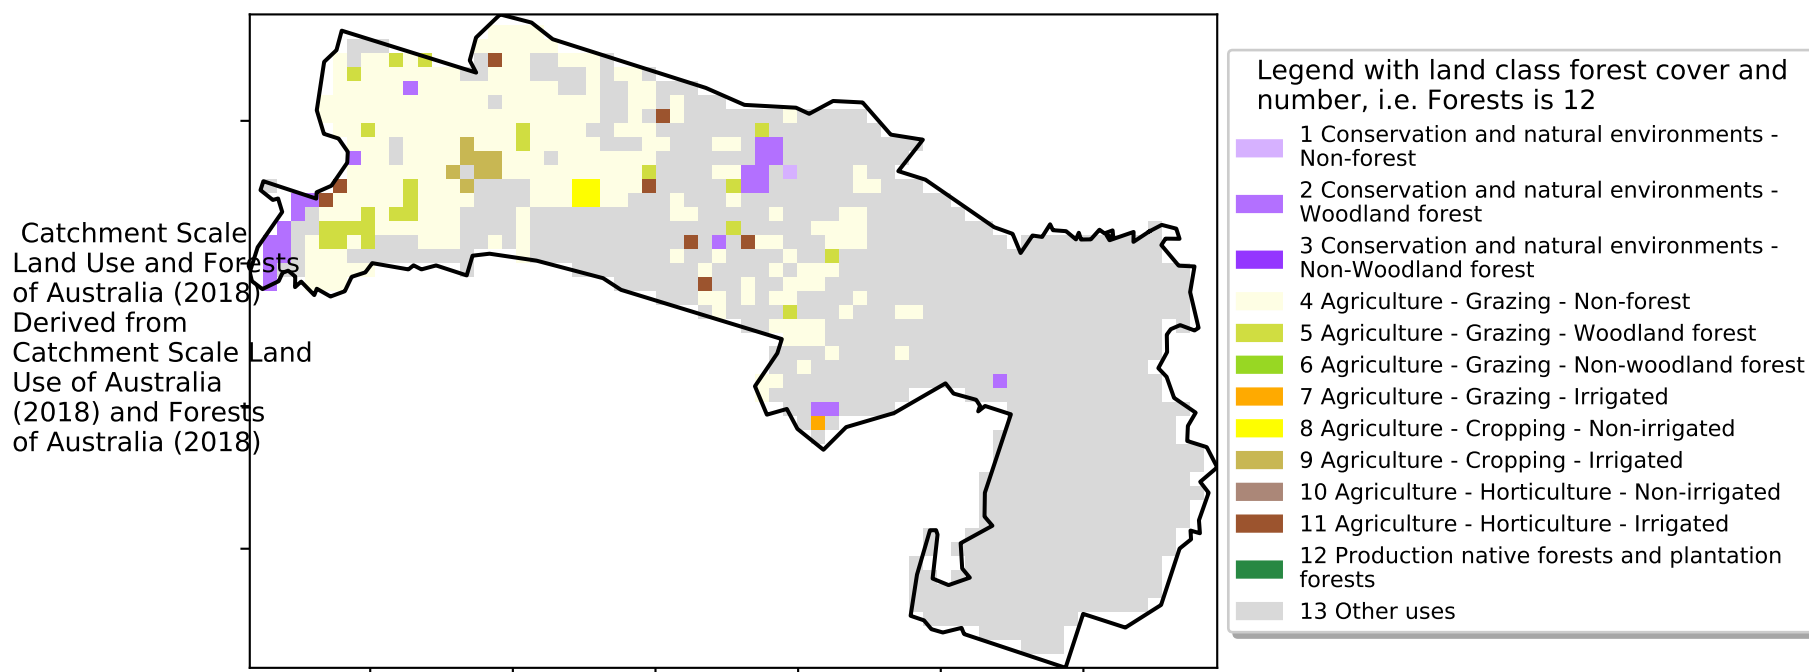 Catchment Scale
Land Use and Forests
of Australia (2018)
Derived from
Catchment Scale Land
Use of Australia
(2018) and Forests
of Australia (2018)
Legend with land class forest cover and
number, i.e. Forests is 12
1 Conservation and natural environments -
Non-forest
2 Conservation and natural environments -
Woodland forest
3 Conservation and natural environments -
Non-Woodland forest
4 Agriculture - Grazing - Non-forest
5 Agriculture - Grazing - Woodland forest
6 Agriculture - Grazing - Non-woodland forest
7 Agriculture - Grazing - Irrigated
8 Agriculture - Cropping - Non-irrigated
9 Agriculture - Cropping - Irrigated
10 Agriculture - Horticulture - Non-irrigated
11 Agriculture - Horticulture - Irrigated
12 Production native forests and plantation
forests
13 Other uses